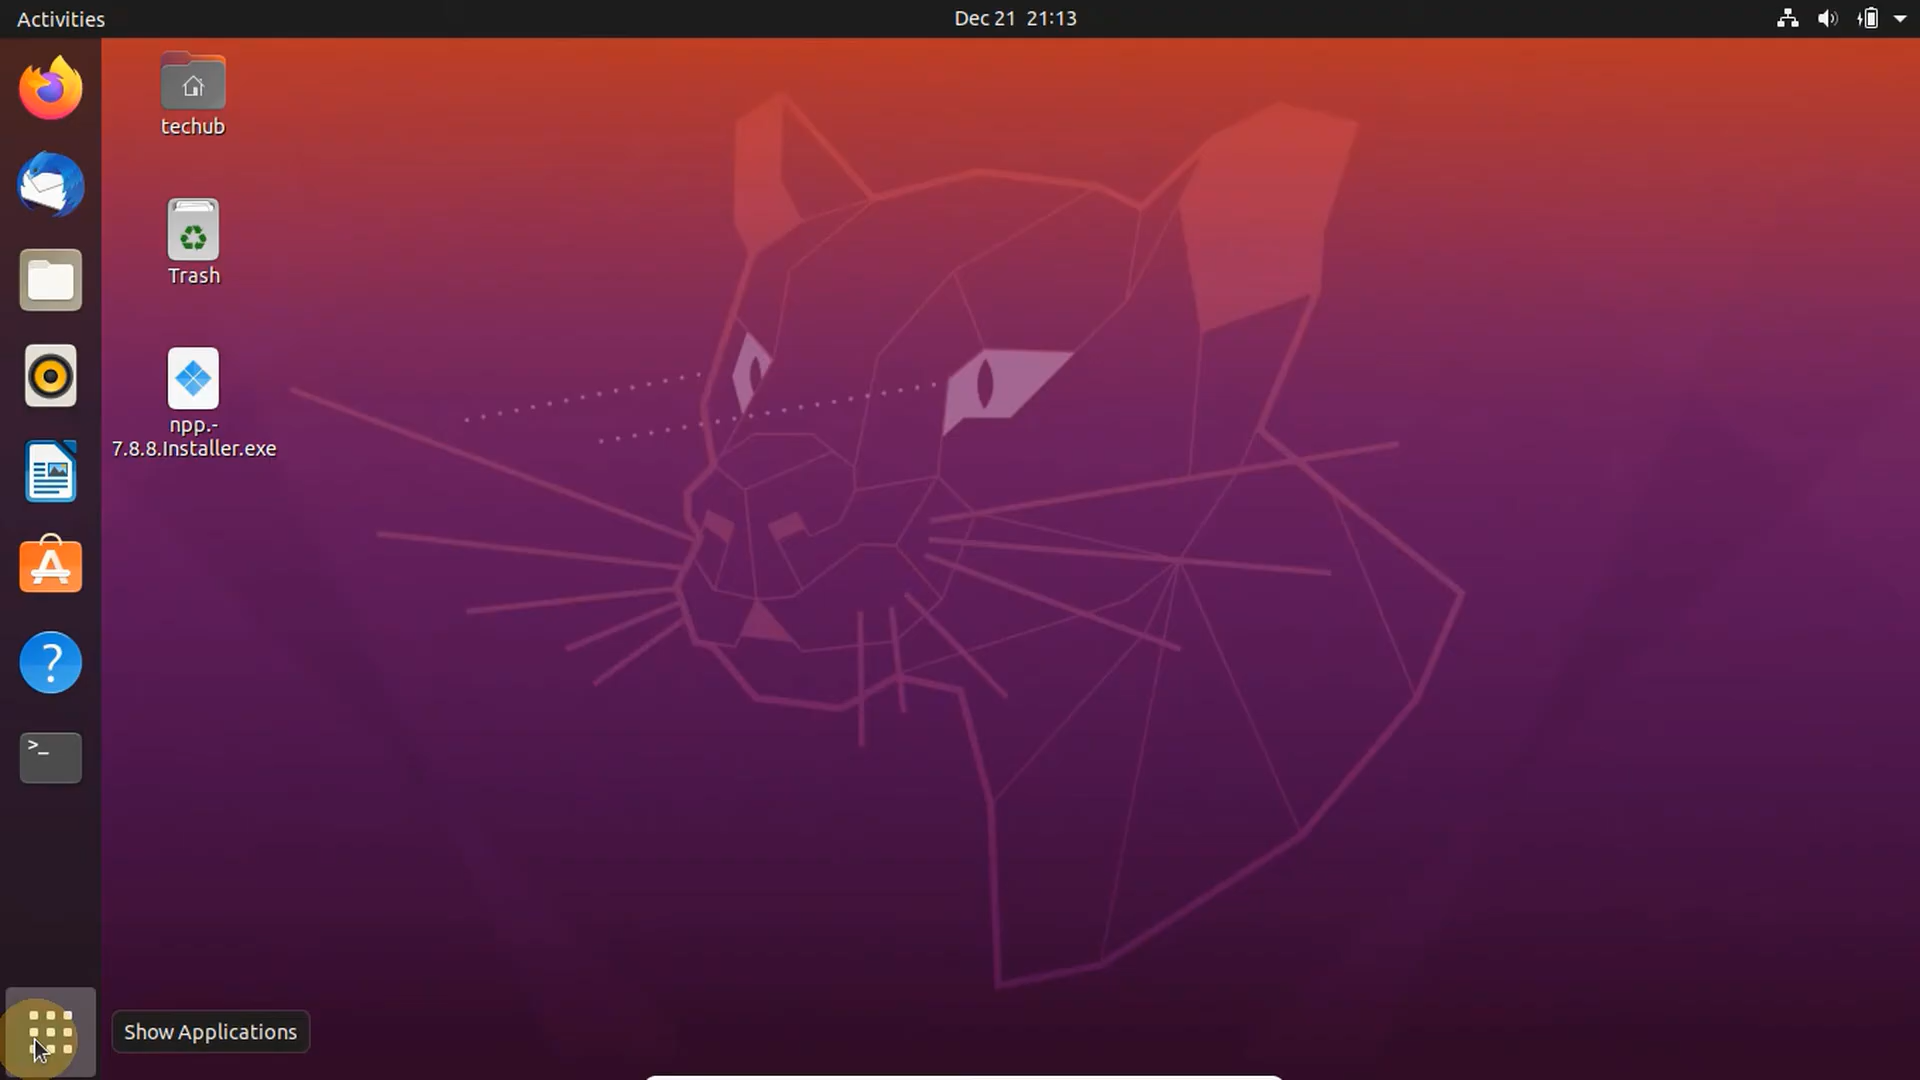 Activities
Dec 21 21:13
techub
Trash
npp.-
7.8.8.Installer.exe
?
>_
Show Applications